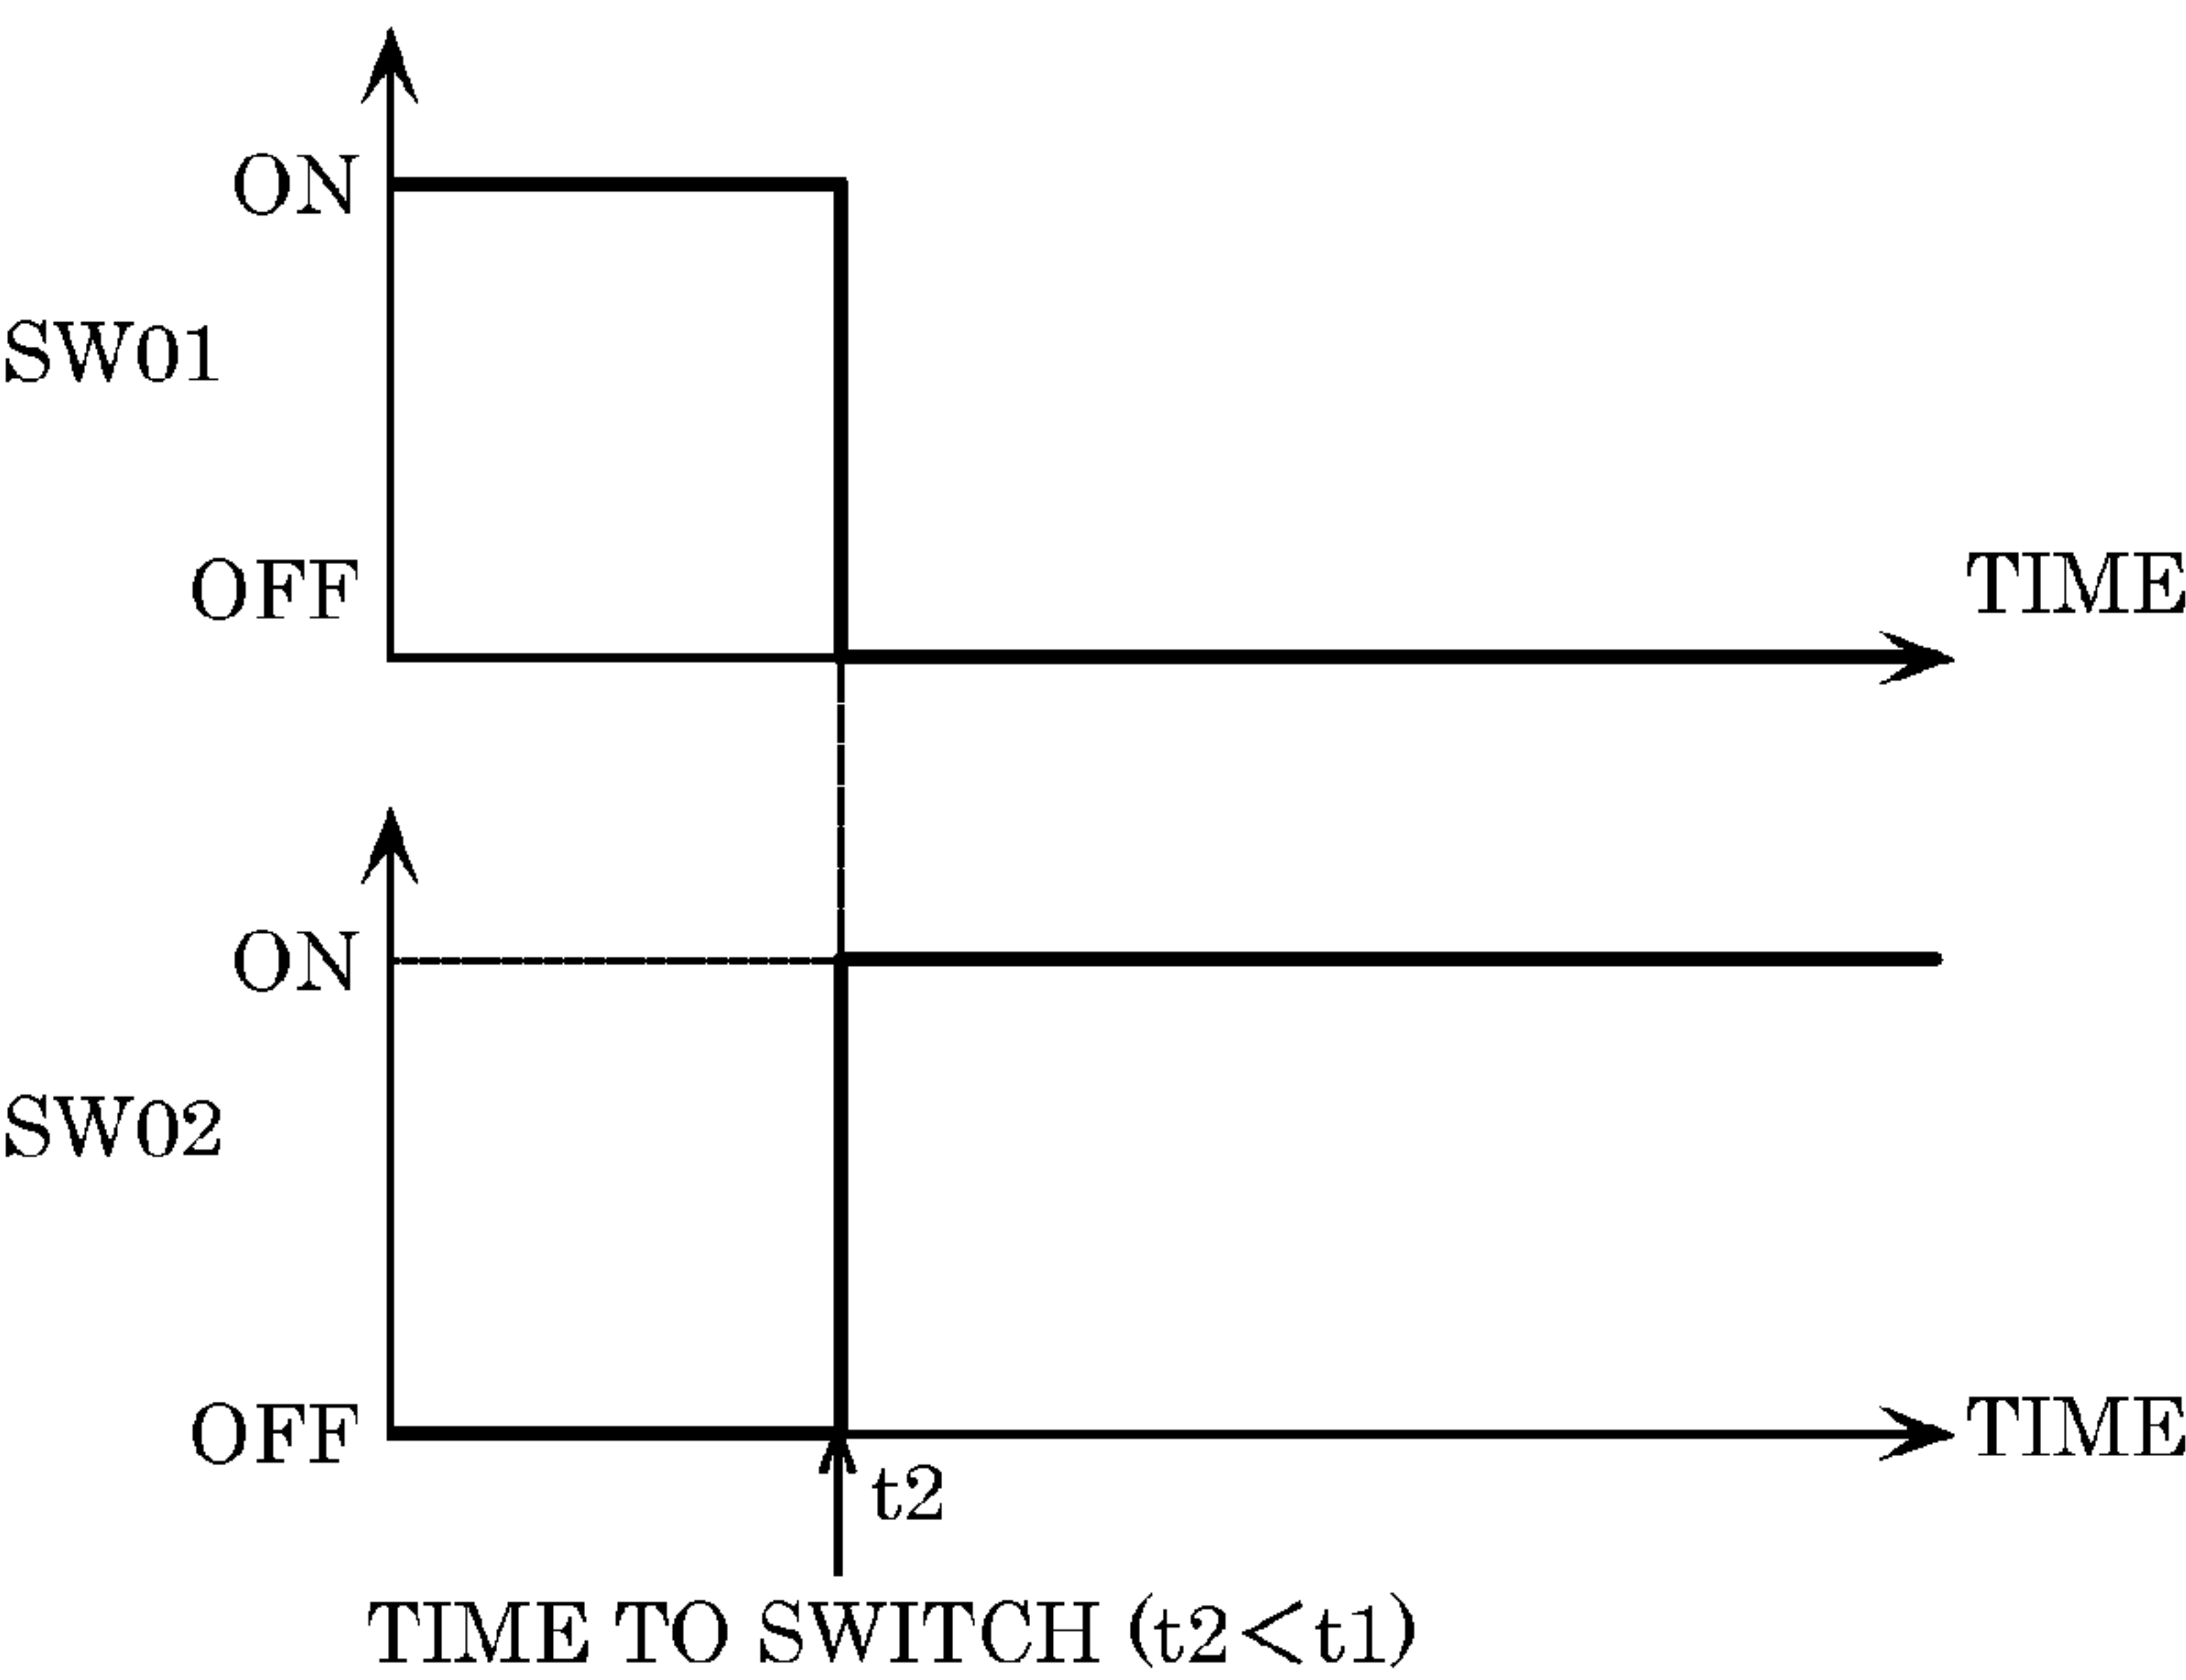 ON
SW01
OFF
TIME
ON
SW02
OFF
TIME
t2
TIME TO SWITCH (t2<t1)